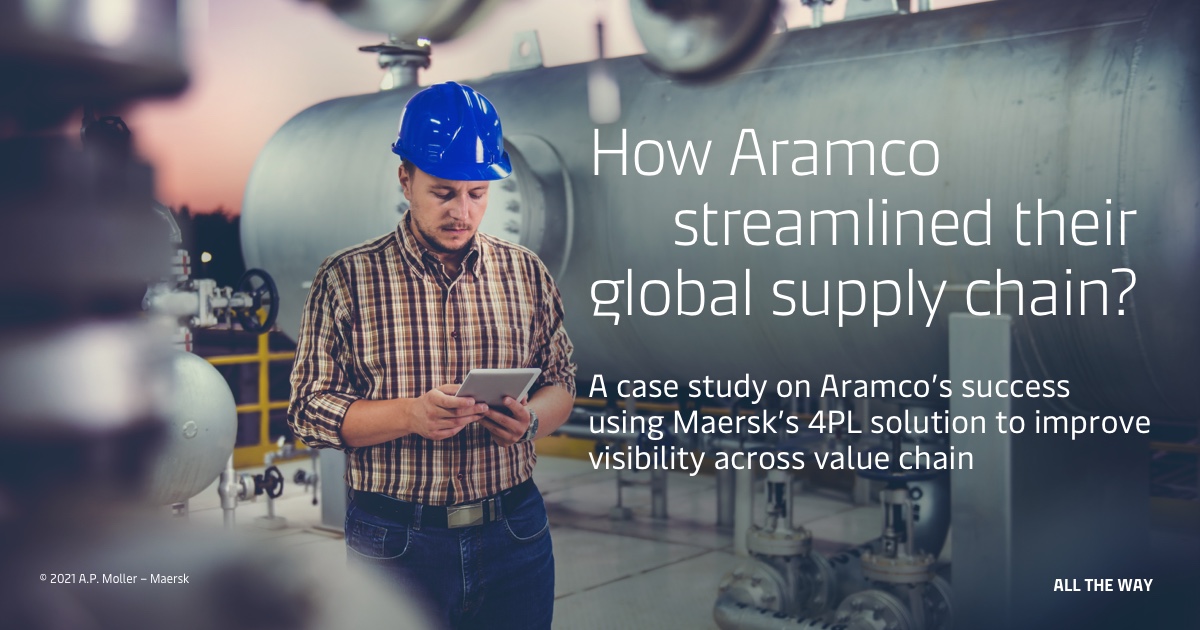 How Aramco
streamlined their
global supply chain?
A case study on Aramco’s success
using Maersk’s 4PL solution to improve
visibility across value chain
© 2021 A.P. Moller – Maersk
ALL THE WAY